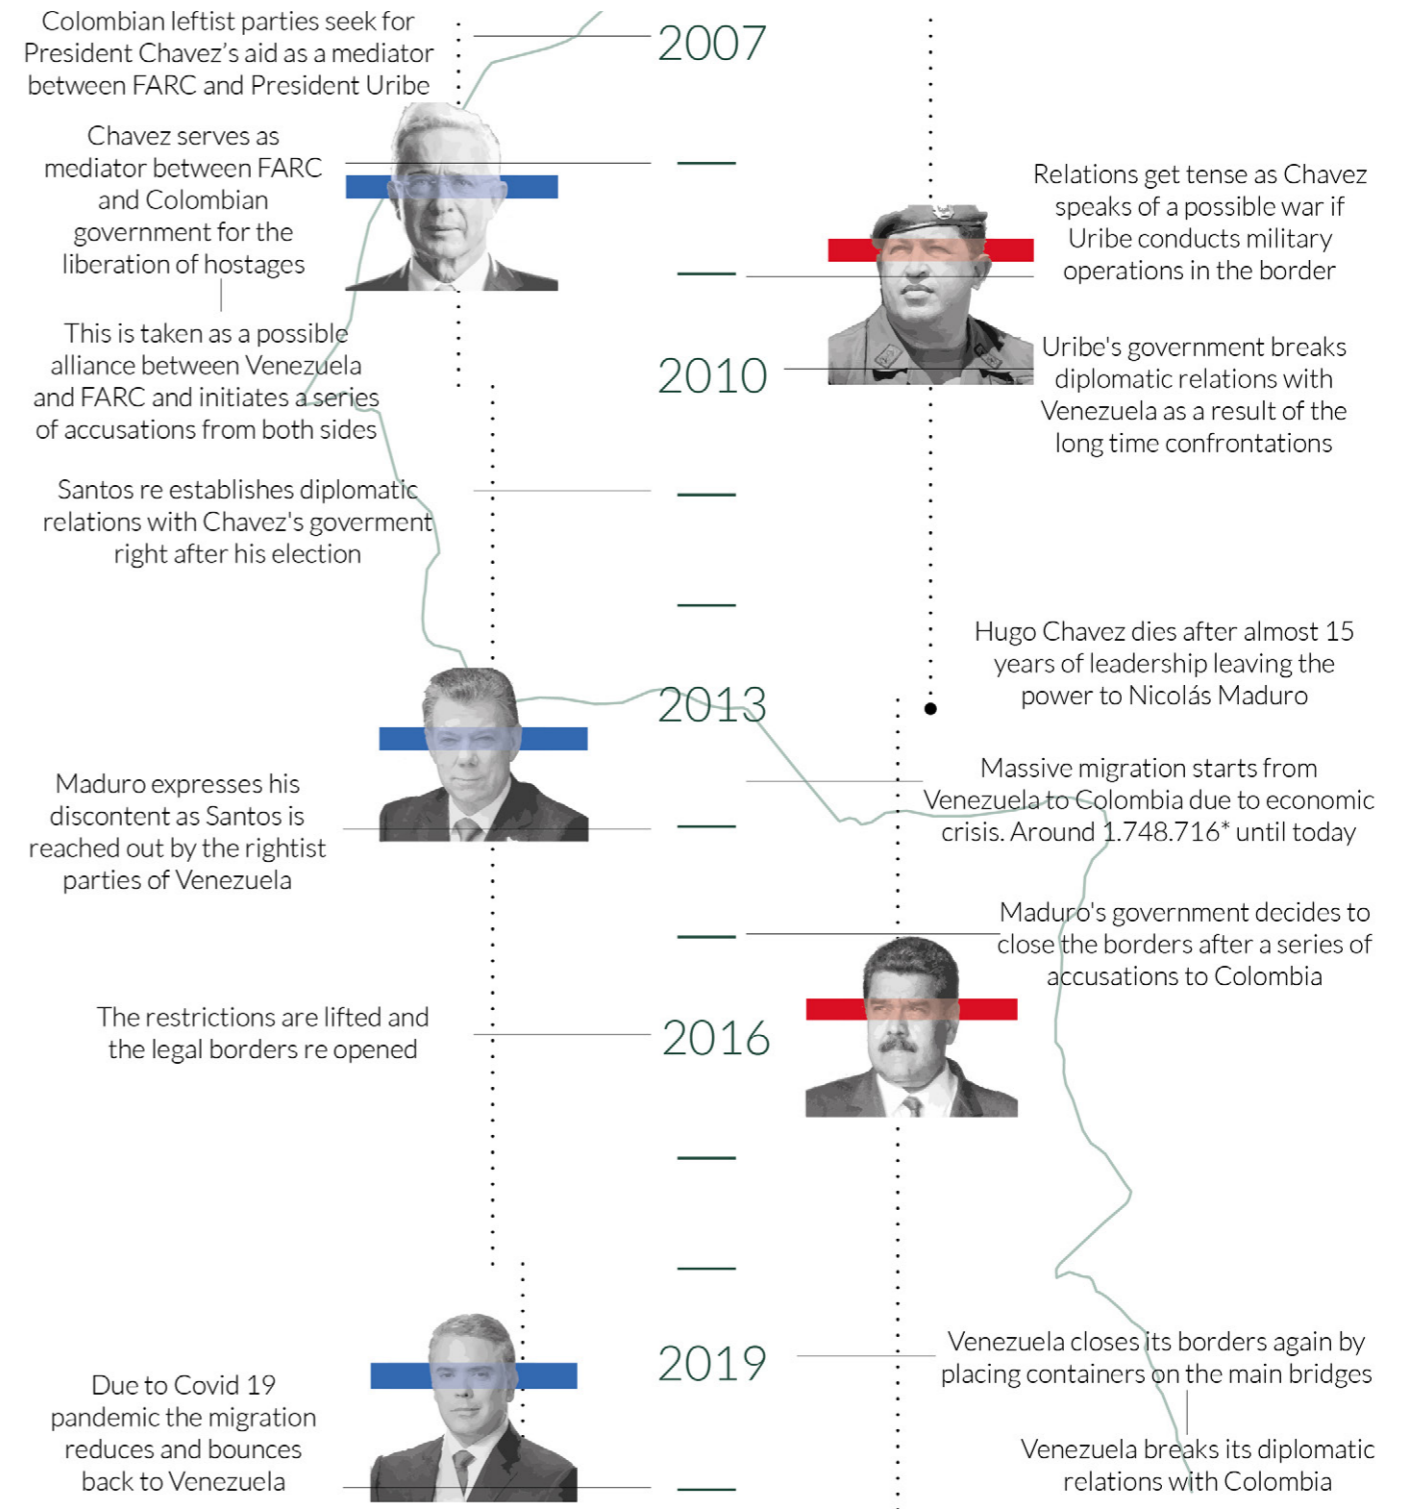 Colombian leftist parties seek for
President Chavez’s aid as a mediator
between FARC and President Uribe
2007
Chavez serves as
mediator between FARC
and Colombian
government for the
liberation of hostages
Relations get tense as Chavez
speaks of a possible war if
Uribe conducts military
operations in the border
This is taken as a possible
alliance between Venezuela
and FARC and initiates a series
of accusations from both sides
2010
Uribe's government breaks
diplomatic relations with
Venezuela as a result of the
long time confrontations
Santos re establishes diplomatic
relations with Chavez's goverment
right after his election
Hugo Chavez dies after almost 15
years of leadership leaving the
power to Nicolás Maduro
2013
Massive migration starts from
Venezuela to Colombia due to economic
crisis. Around 1.748.716* until today
Maduro expresses his
discontent as Santos is
reached out by the rightist
parties of Venezuela
Maduro's government decides to
close the borders after a series of
accusations to Colombia
The restrictions are lifted and
the legal borders re opened
2016
2019
Venezuela closes its borders again by
placing containers on the main bridges
Due to Covid 19
pandemic the migration
reduces and bounces
back to Venezuela
Venezuela breaks its diplomatic
relations with Colombia